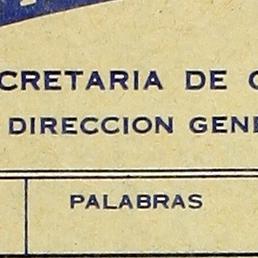 CRETARIA DE
DIRECCION GENE
PALABRAS